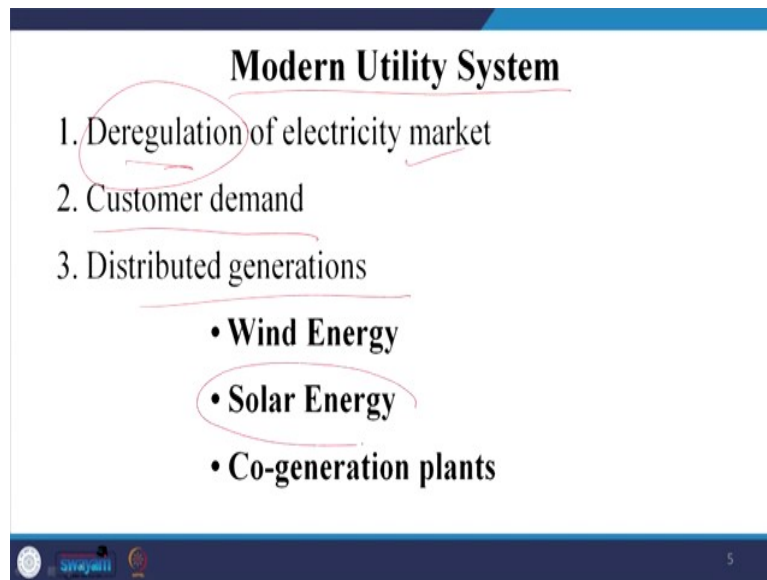 Modern Utility System
1. Deregulation of electricity market
2. Customer demand
3. Distributed generations
• Wind Energy
• Solar Energy
• Co-generation plants
swayam
5